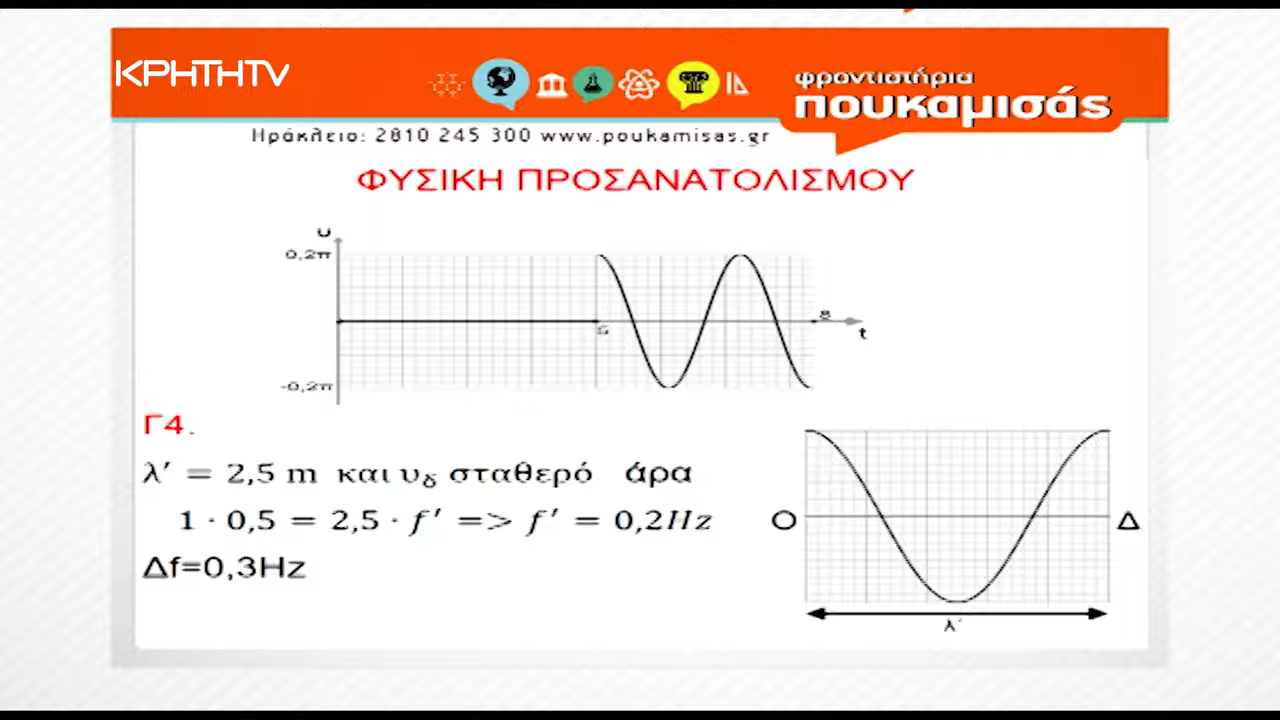 ΚΡΗΤΗTV
φροντιστήρια
πουκαμισάς
Ηράκλειο: 2810 245 300 www.poukamisas.gr
ΦΥΣΙΚΗ ΠΡΟΣΑΝΑΤΟΛΙΣΜΟΥ
υ
0,2π
5
8
t
-0,2π
Γ4.
λ′ = 2,5 m και υδ σταθερό άρα
1 · 0,5 = 2,5 · f′ => f′ = 0,2Hz
Δf=0,3Hz
Ο
Δ
λ′